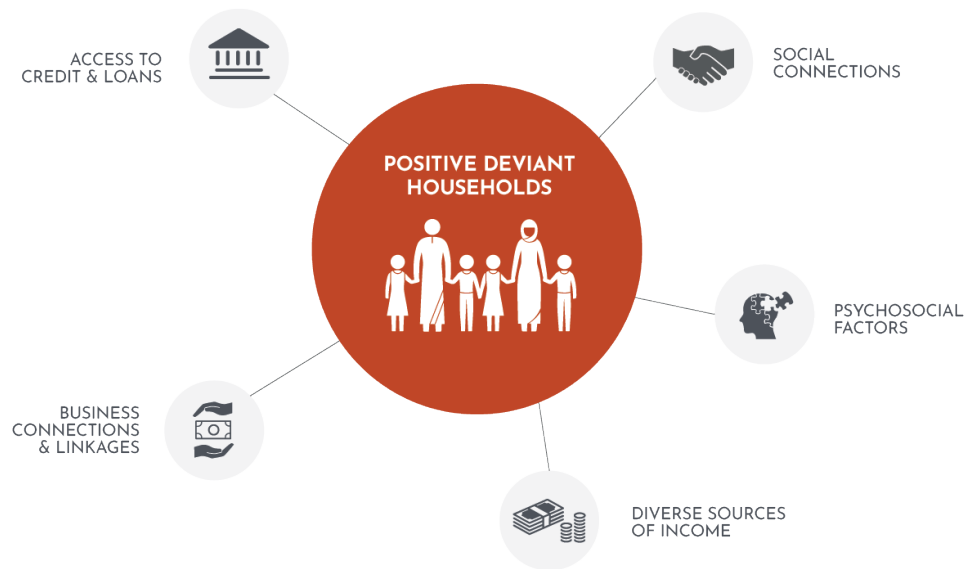 ACCESS TO
CREDIT & LOANS
SOCIAL
CONNECTIONS
POSITIVE DEVIANT
HOUSEHOLDS
PSYCHOSOCIAL
FACTORS
BUSINESS
CONNECTIONS
& LINKAGES
DIVERSE SOURCES
OF INCOME